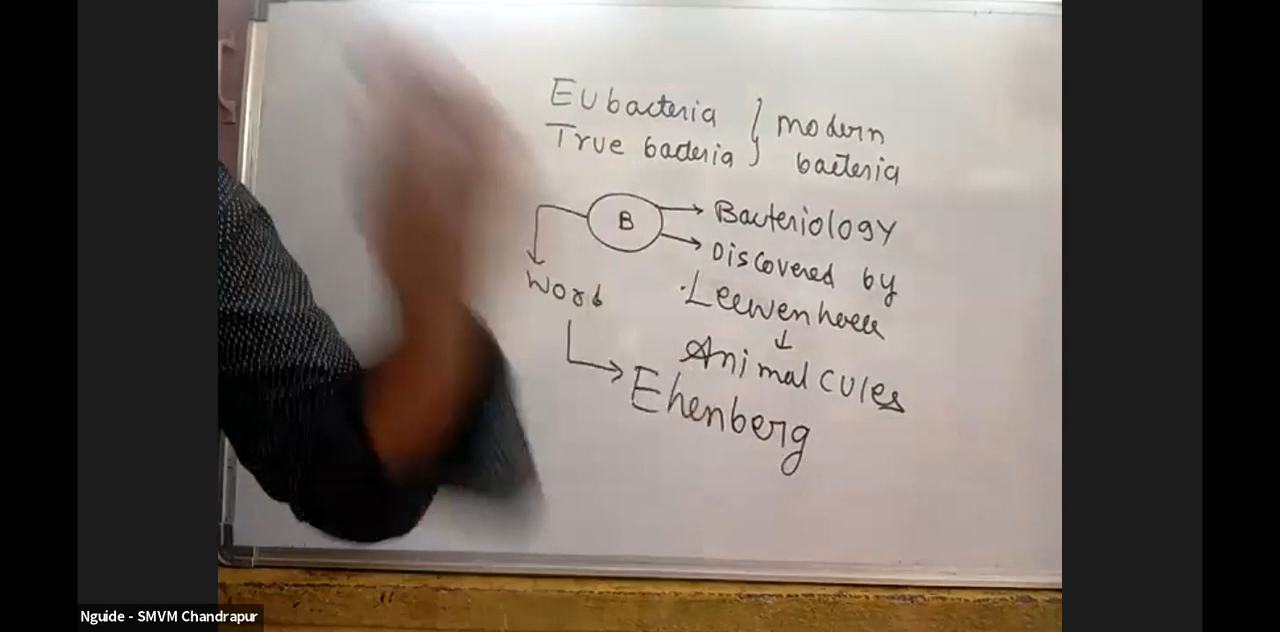 Eubacteria
True bacteria
modern
bacteria
B
Bacteriology
Discovered by
Leewenhoek
Animalcules
Word
Ehenberg
Nguide - SMVM Chandrapur